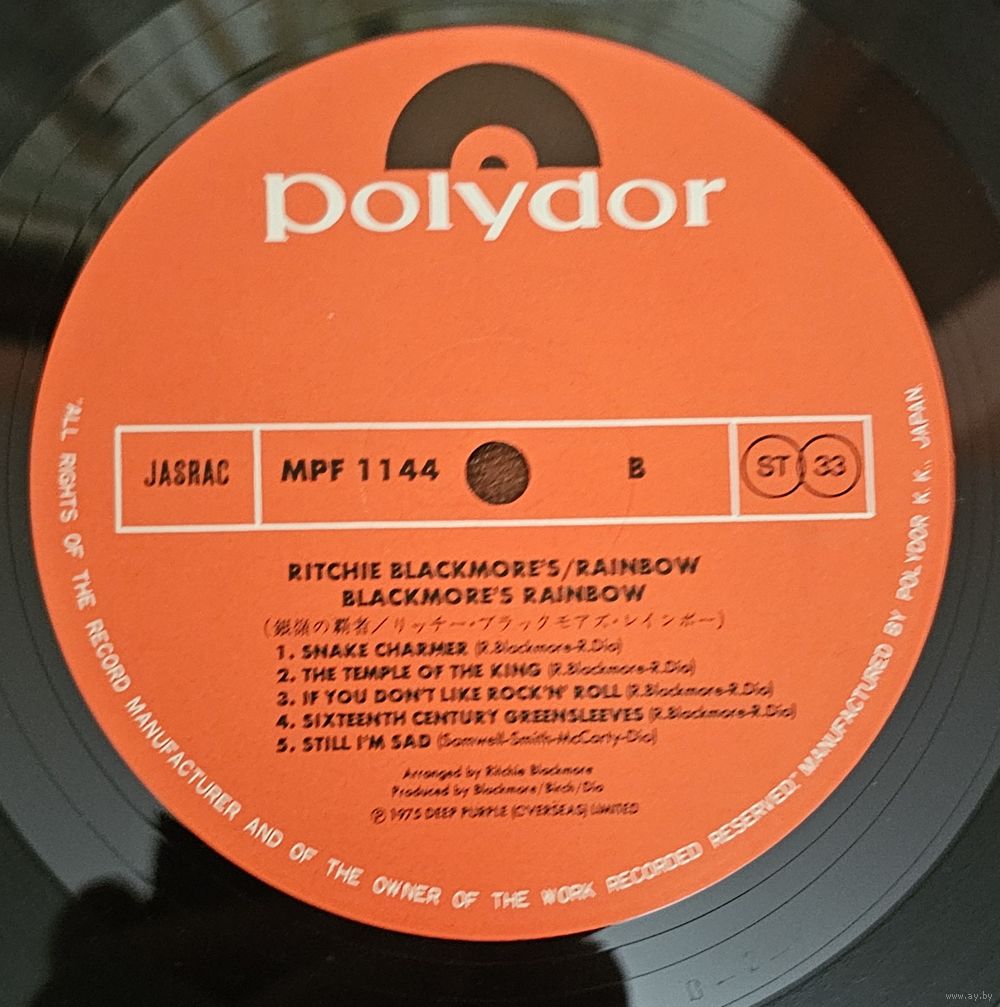 polydor
JASRAC
MPF 1144
B
ST 33
RITCHIE BLACKMORE'S/RAINBOW
BLACKMORE'S RAINBOW
(銀嶺の覇者/リッチー・ブラックモアズ・レインボー)
1. SNAKE CHARMER (R.Blackmore-R.Dio)
2. THE TEMPLE OF THE KING (R.Blackmore-R.Dio)
3. IF YOU DON'T LIKE ROCK'N' ROLL (R.Blackmore-R.Dio)
4. SIXTEENTH CENTURY GREENSLEEVES (R.Blackmore-R.Dio)
5. STILL I'M SAD (Samwell-Smith-McCarty-Dio)
Arranged by Ritchie Blackmore
Produced by Blackmore/Birch/Dio
Ⓟ 1975 DEEP PURPLE (OVERSEAS) LIMITED
"ALL RIGHTS OF THE RECORD MANUFACTURER AND OF THE OWNER OF THE WORK RECORDED RESERVED." MANUFACTURED BY POLYDOR K.K., JAPAN
www.ay.by